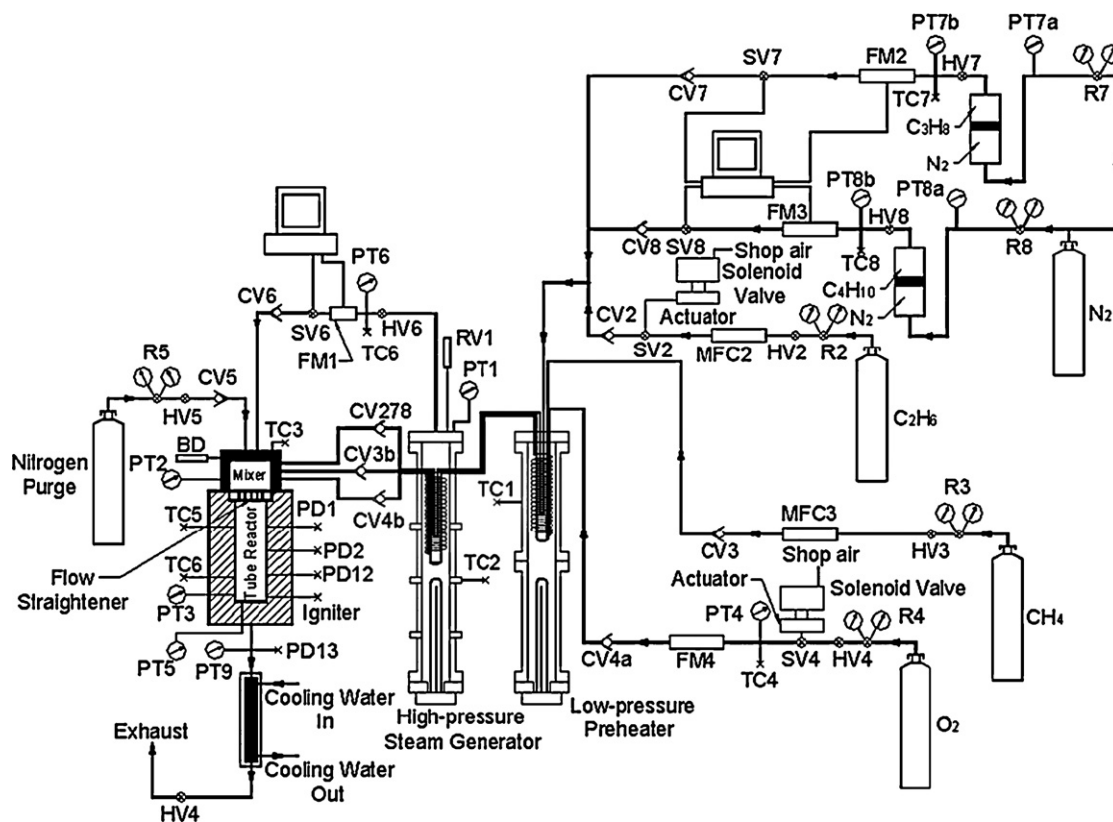 PT7b
PT7a
SV7
FM2
HV7
CV7
TC7
R7
C3H8
N2
PT8b
PT8a
FM3
HV8
CV8
SV8
TC8
R8
Shop air
Solenoid
Valve
C4H10
N2
N2
PT6
CV6
SV6
HV6
FM1
TC6
RV1
PT1
CV2
Actuator
SV2
MFC2
HV2
R2
C2H6
R5
CV5
HV5
TC3
CV278
BD
Nitrogen
Purge
PT2
Mixer
CV3b
CV4b
TC1
TC5
PD1
PD2
TC6
PD12
Tube Reactor
Flow
Straightener
PT3
Igniter
TC2
PT5
PT9
PD13
MFC3
R3
CV3
HV3
Shop air
Actuator
Solenoid Valve
CH4
PT4
R4
CV4a
FM4
TC4
SV4
HV4
O2
Cooling Water
In
High-pressure
Steam Generator
Low-pressure
Preheater
Exhaust
Cooling Water
Out
HV4